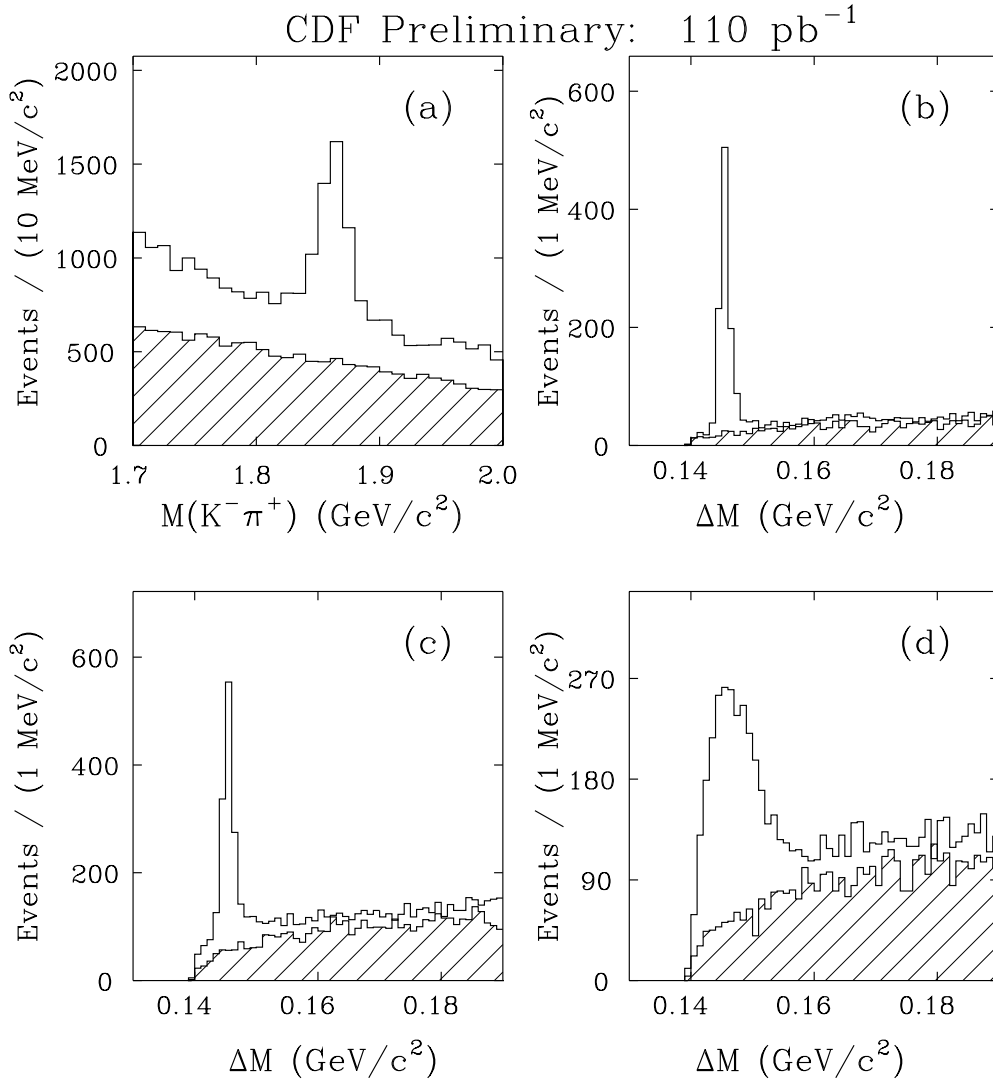 CDF Preliminary: 110 pb⁻¹
(a)
Events / (10 MeV/c²)
2000
1500
1000
500
0
1.7 1.8 1.9 2.0
M(K⁻π⁺) (GeV/c²)
(b)
Events / (1 MeV/c²)
600
400
200
0
0.14 0.16 0.18
ΔM (GeV/c²)
(c)
Events / (1 MeV/c²)
600
400
200
0
0.14 0.16 0.18
ΔM (GeV/c²)
(d)
Events / (1 MeV/c²)
270
180
90
0
0.14 0.16 0.18
ΔM (GeV/c²)